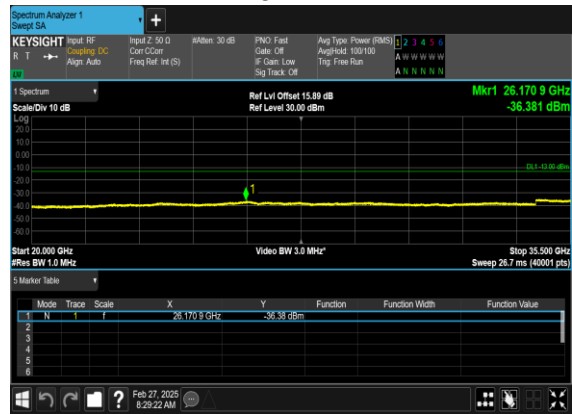 Spectrum Analyzer 1
Swept SA
+
KEYSIGHT Input: RF Input Z: 50 Ω #Atten: 30 dB PNO: Fast Avg Type: Power (RMS) 1 2 3 4 5 6
R T Coupling: DC Corr CCorr Gate: Off Avg|Hold: 100/100 A W W W W W
Align: Auto Freq Ref: Int (S) IF Gain: Low Trig: Free Run
LW Sig Track: Off A N N N N N
1 Spectrum Ref Lvl Offset 15.89 dB Mkr1 26.170 9 GHz
Scale/Div 10 dB Ref Level 30.00 dBm -36.381 dBm
Log
20.0
10.0
0.00
-10.0 DL1 -13.00 dBm
-20.0
-30.0 1
-40.0
-50.0
-60.0
Start 20.000 GHz Video BW 3.0 MHz* Stop 35.500 GHz
#Res BW 1.0 MHz Sweep 26.7 ms (40001 pts)
5 Marker Table
Mode Trace Scale X Y Function Function Width Function Value
1 N 1 f 26.170 9 GHz -36.38 dBm
2
3
4
5
6
? Feb 27, 2025
8:29:22 AM